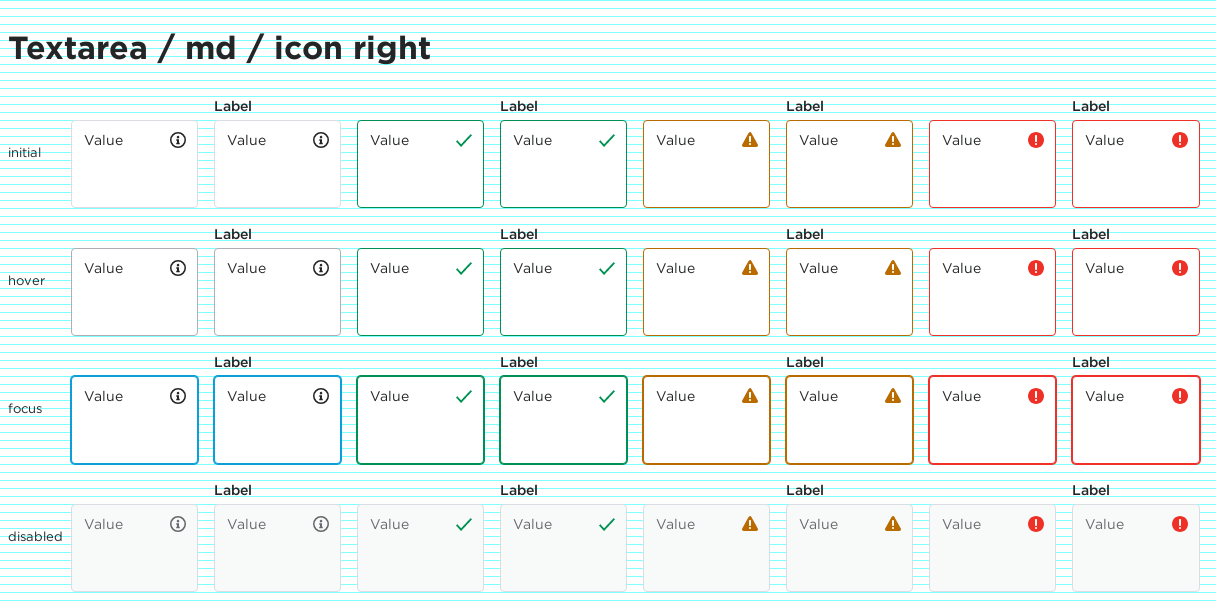 Textarea / md / icon right
Label Label Label Label
initial Value Value Value Value Value Value Value Value
Label Label Label Label
hover Value Value Value Value Value Value Value Value
Label Label Label Label
focus Value Value Value Value Value Value Value Value
Label Label Label Label
disabled Value Value Value Value Value Value Value Value